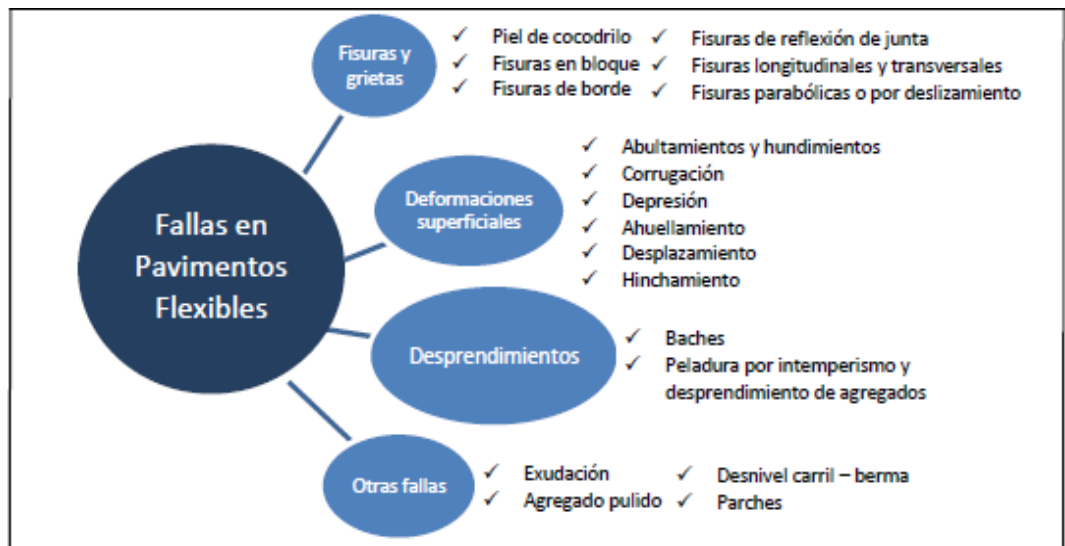 Fallas en
Pavimentos
Flexibles
Fisuras y
grietas
✓ Piel de cocodrilo
✓ Fisuras en bloque
✓ Fisuras de borde
✓ Fisuras de reflexión de junta
✓ Fisuras longitudinales y transversales
✓ Fisuras parabólicas o por deslizamiento
Deformaciones
superficiales
✓ Abultamientos y hundimientos
✓ Corrugación
✓ Depresión
✓ Ahuellamiento
✓ Desplazamiento
✓ Hinchamiento
Desprendimientos
✓ Baches
✓ Peladura por intemperismo y
desprendimiento de agregados
Otras fallas
✓ Exudación
✓ Agregado pulido
✓ Desnivel carril – berma
✓ Parches